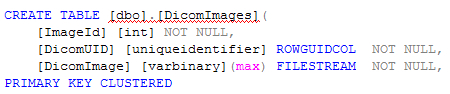 CREATE TABLE [dbo].[DicomImages](
[ImageId] [int] NOT NULL,
[DicomUID] [uniqueidentifier] ROWGUIDCOL  NOT NULL,
[DicomImage] [varbinary](max) FILESTREAM  NOT NULL,
PRIMARY KEY CLUSTERED